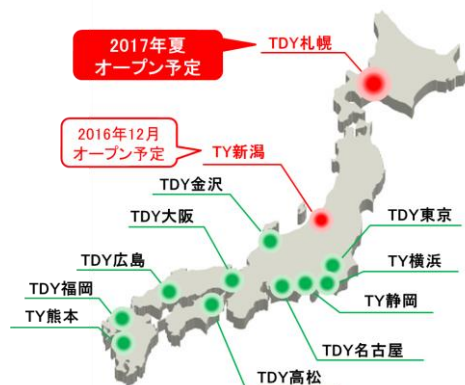 2017年夏
オープン予定
TDY札幌
2016年12月
オープン予定
TY新潟
TDY金沢
TDY大阪
TDY東京
TDY広島
TY横浜
TDY福岡
TY静岡
TY熊本
TDY名古屋
TDY高松